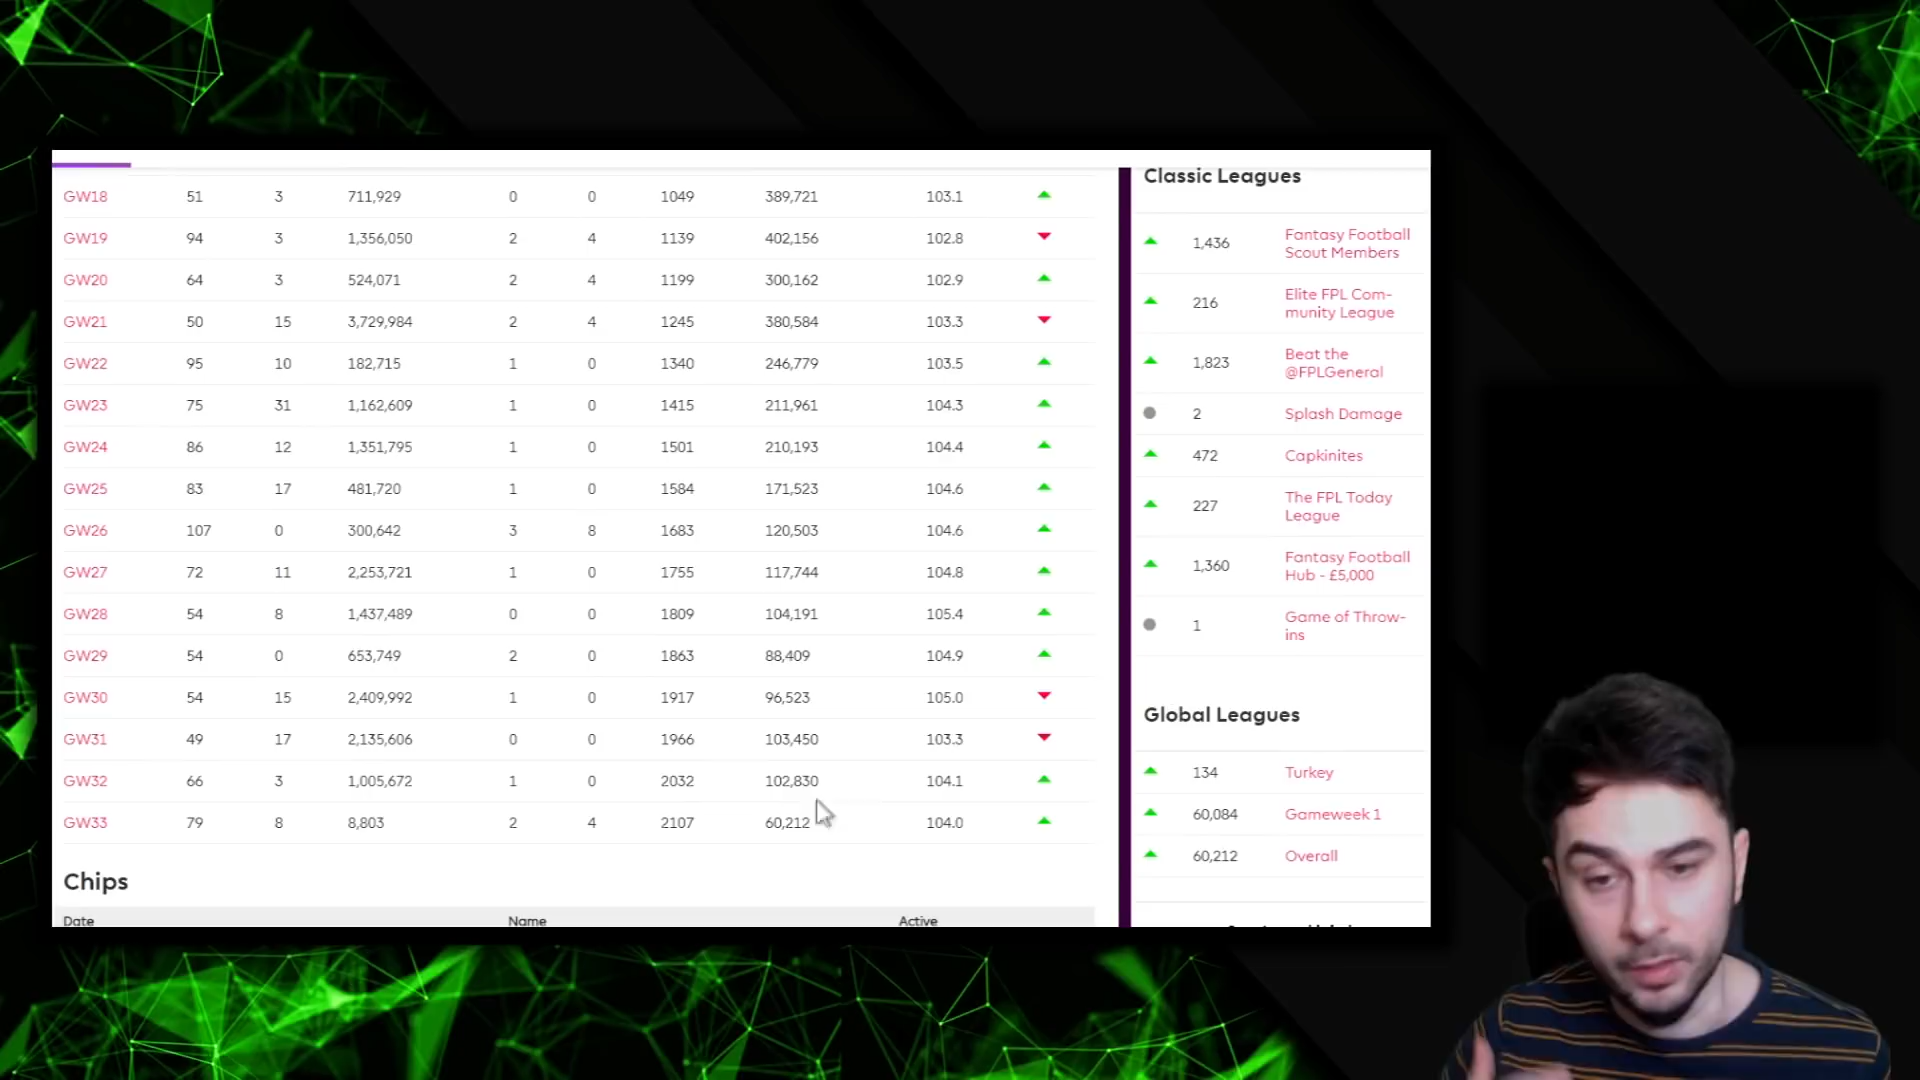 GW18 51 3 711,929 0 0 1049 389,721 103.1
GW19 94 3 1,356,050 2 4 1139 402,156 102.8
GW20 64 3 524,071 2 4 1199 300,162 102.9
GW21 50 15 3,729,984 2 4 1245 380,584 103.3
GW22 95 10 182,715 1 0 1340 246,779 103.5
GW23 75 31 1,162,609 1 0 1415 211,961 104.3
GW24 86 12 1,351,795 1 0 1501 210,193 104.4
GW25 83 17 481,720 1 0 1584 171,523 104.6
GW26 107 0 300,642 3 8 1683 120,503 104.6
GW27 72 11 2,253,721 1 0 1755 117,744 104.8
GW28 54 8 1,437,489 0 0 1809 104,191 105.4
GW29 54 0 653,749 2 0 1863 88,409 104.9
GW30 54 15 2,409,992 1 0 1917 96,523 105.0
GW31 49 17 2,135,606 0 0 1966 103,450 103.3
GW32 66 3 1,005,672 1 0 2032 102,830 104.1
GW33 79 8 8,803 2 4 2107 60,212 104.0
Chips
Date Name Active
Classic Leagues
1,436 Fantasy Football
Scout Members
216 Elite FPL Com-
munity League
1,823 Beat the
@FPLGeneral
2 Splash Damage
472 Capkinites
227 The FPL Today
League
1,360 Fantasy Football
Hub - £5,000
1 Game of Throw-
ins
Global Leagues
134 Turkey
60,084 Gameweek 1
60,212 Overall